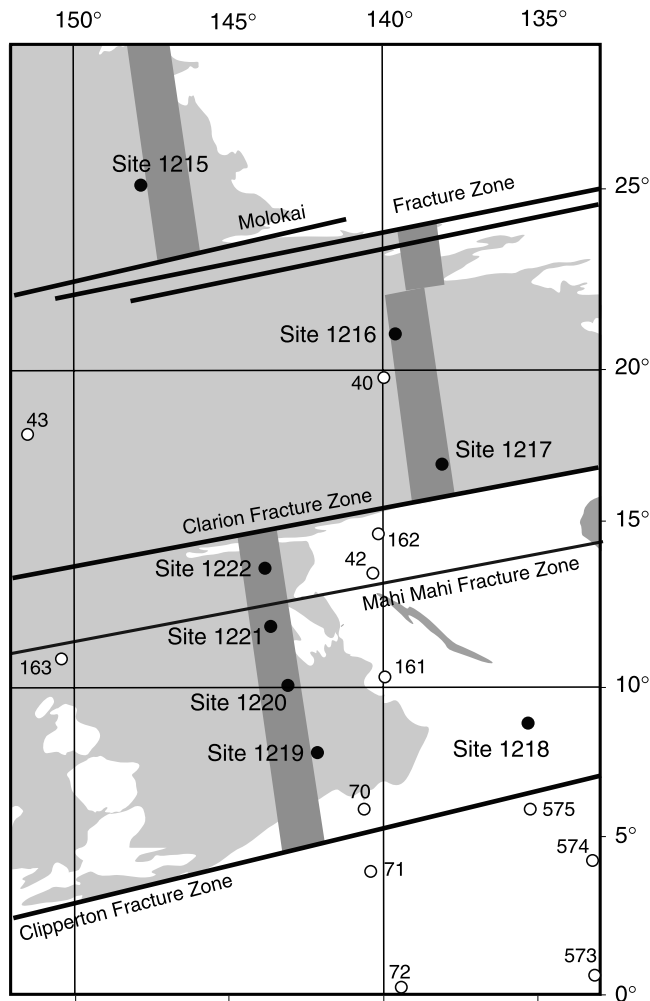 150°
145°
140°
135°
Site 1215
25°
Fracture Zone
Molokai
Site 1216
20°
40
43
Site 1217
Clarion Fracture Zone
15°
162
42
Site 1222
Mahi Mahi Fracture Zone
Site 1221
163
161
10°
Site 1220
Site 1219
Site 1218
70
575
5°
574
71
Clipperton Fracture Zone
573
72
0°